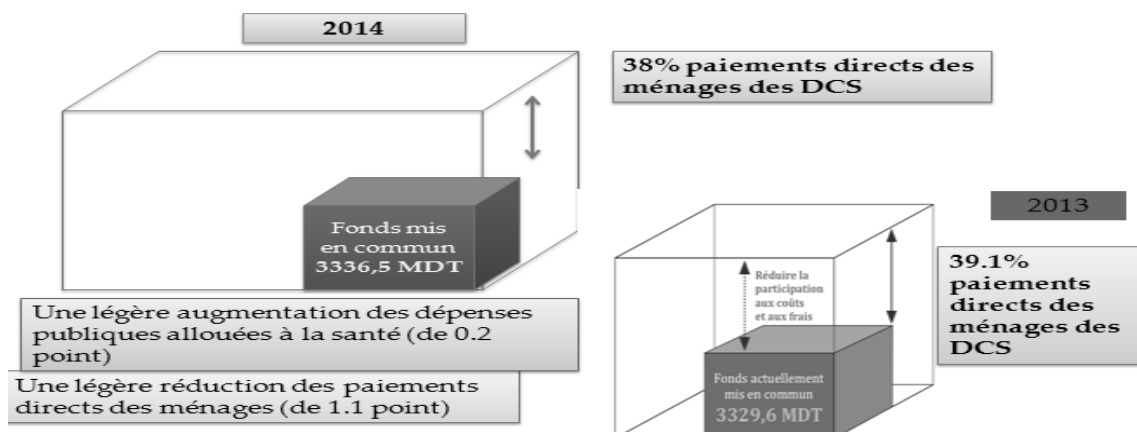 2014
38% paiements directs des
ménages des DCS
Fonds mis
en commun
3336,5 MDT
Une légère augmentation des dépenses
publiques allouées à la santé (de 0.2
point)
Une légère réduction des paiements
directs des ménages (de 1.1 point)
2013
39.1%
paiements
directs des
ménages des
DCS
Réduire la
participation
aux coûts
et aux frais
Fonds actuellement
mis en commun
3329,6 MDT